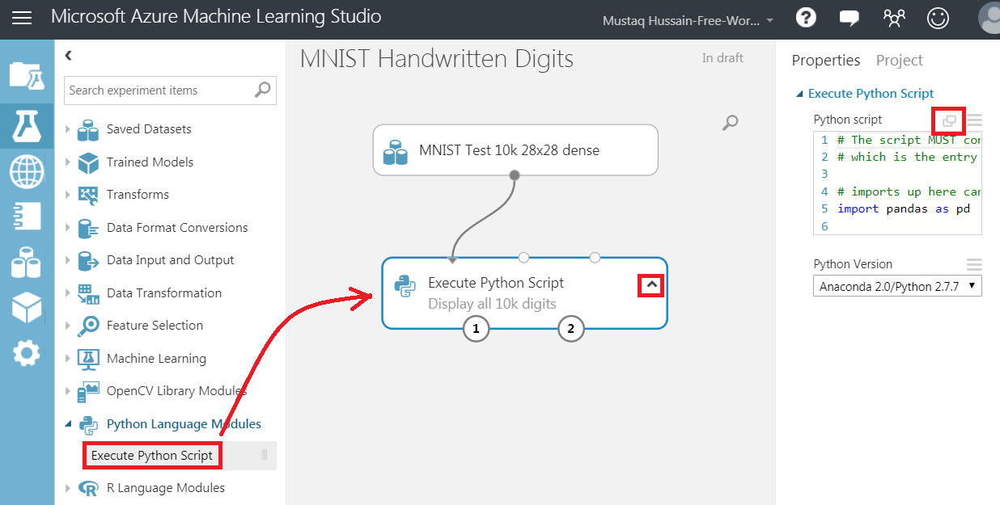 Microsoft Azure Machine Learning Studio
Mustaq Hussain-Free-Wor...
?
Search experiment items
Saved Datasets
Trained Models
Transforms
Data Format Conversions
Data Input and Output
Data Transformation
Feature Selection
Machine Learning
OpenCV Library Modules
Python Language Modules
Execute Python Script
R Language Modules
MNIST Handwritten Digits
In draft
MNIST Test 10k 28x28 dense
Execute Python Script
Display all 10k digits
1 2
Properties Project
Execute Python Script
Python script
1 # The script MUST con
2 # which is the entry
3
4 # imports up here can
5 import pandas as pd
6
Python Version
Anaconda 2.0/Python 2.7.7